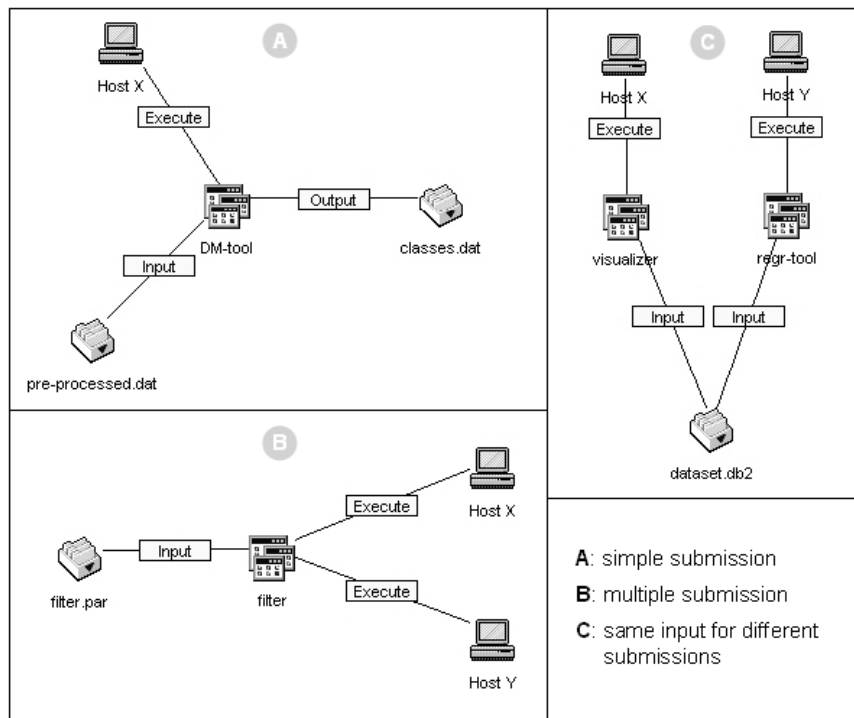 A
Host X
Execute
Output
DM-tool
classes.dat
Input
pre-processed.dat
B
Host X
Execute
Input
filter.par
filter
Execute
Host Y
C
Host X
Host Y
Execute
Execute
visualizer
regr-tool
Input
Input
dataset.db2
A: simple submission
B: multiple submission
C: same input for different
submissions